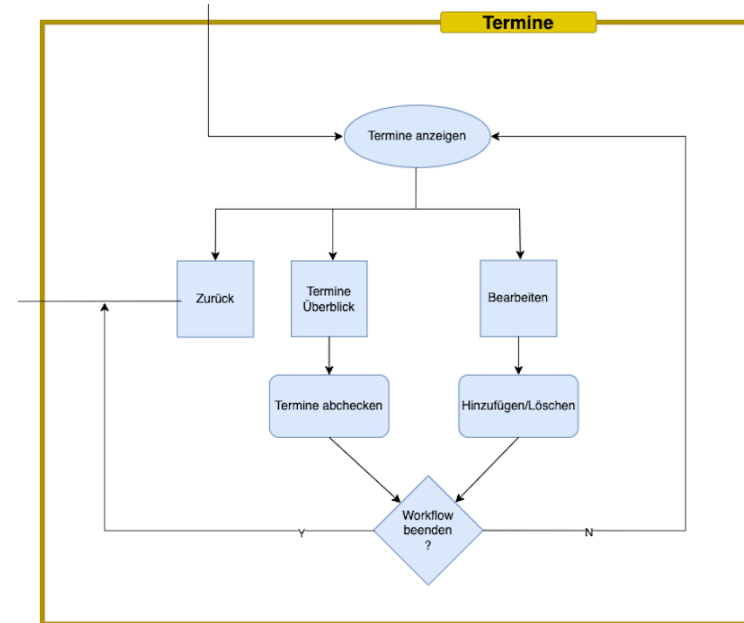 Termine
Termine anzeigen
Zurück
Termine
Überblick
Bearbeiten
Termine abchecken
Hinzufügen/Löschen
Workflow
beenden
?
Y
N